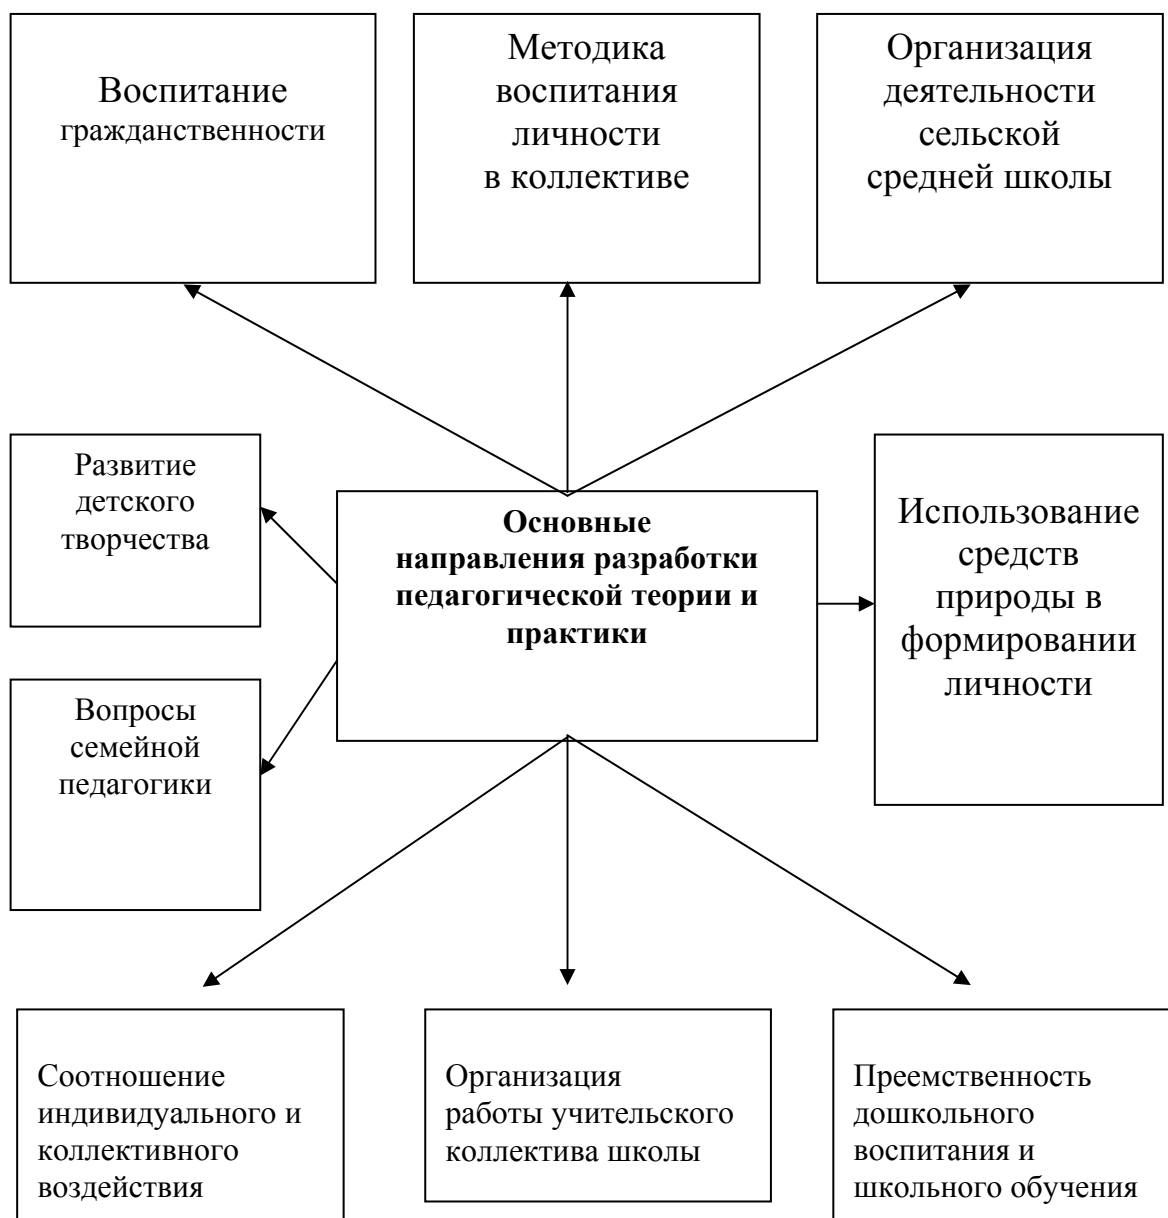 Воспитание
гражданственности
Методика
воспитания
личности
в коллективе
Организация
деятельности
сельской
средней школы
Развитие
детского
творчества
Основные
направления разработки
педагогической теории и
практики
Использование
средств
природы в
формировании
личности
Вопросы
семейной
педагогики
Соотношение
индивидуального и
коллективного
воздействия
Организация
работы учительского
коллектива школы
Преемственность
дошкольного
воспитания и
школьного обучения